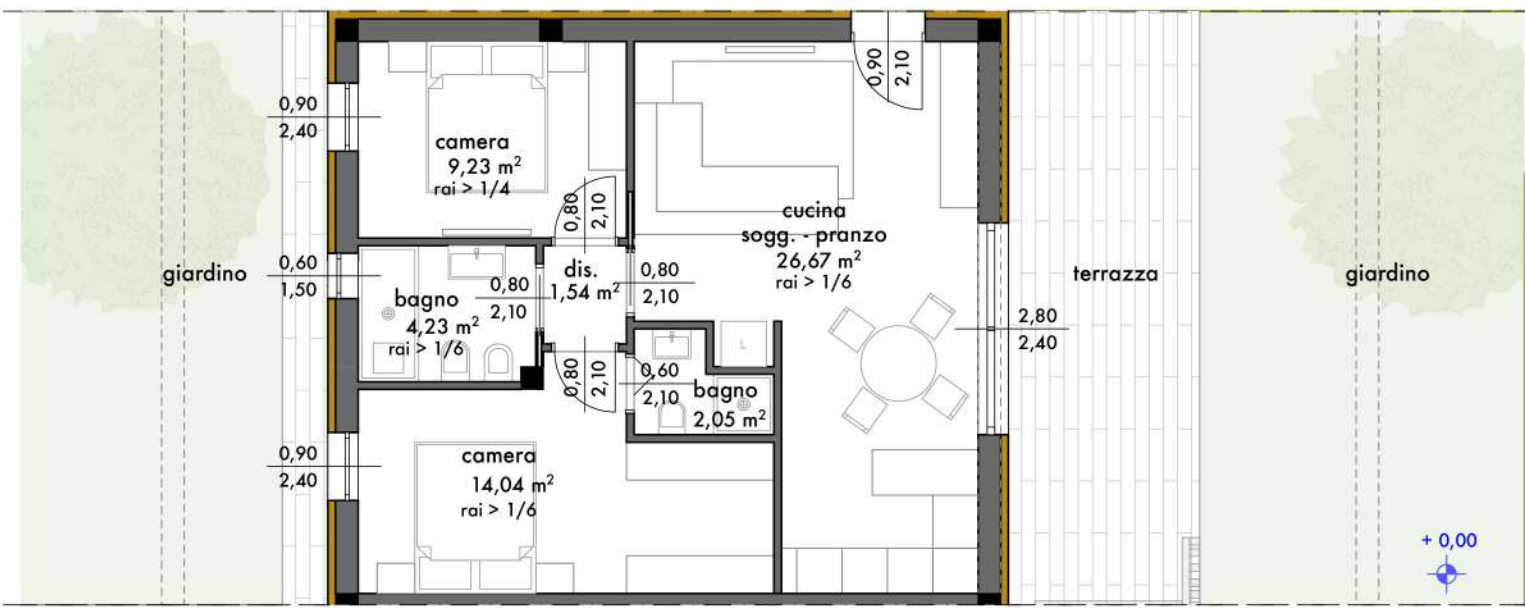 0,90
2,10
0,90
2,40
camera
9,23 m²
rai > 1/4
0,80
2,10
cucina
sogg. - pranzo
26,67 m²
rai > 1/6
giardino
0,60
1,50
bagno
4,23 m²
rai > 1/6
0,80
2,10
dis.
1,54 m²
0,80
2,10
terrazza
giardino
2,80
2,40
L
0,80
2,10
0,60
2,10
bagno
2,05 m²
0,90
2,40
camera
14,04 m²
rai > 1/6
+ 0,00